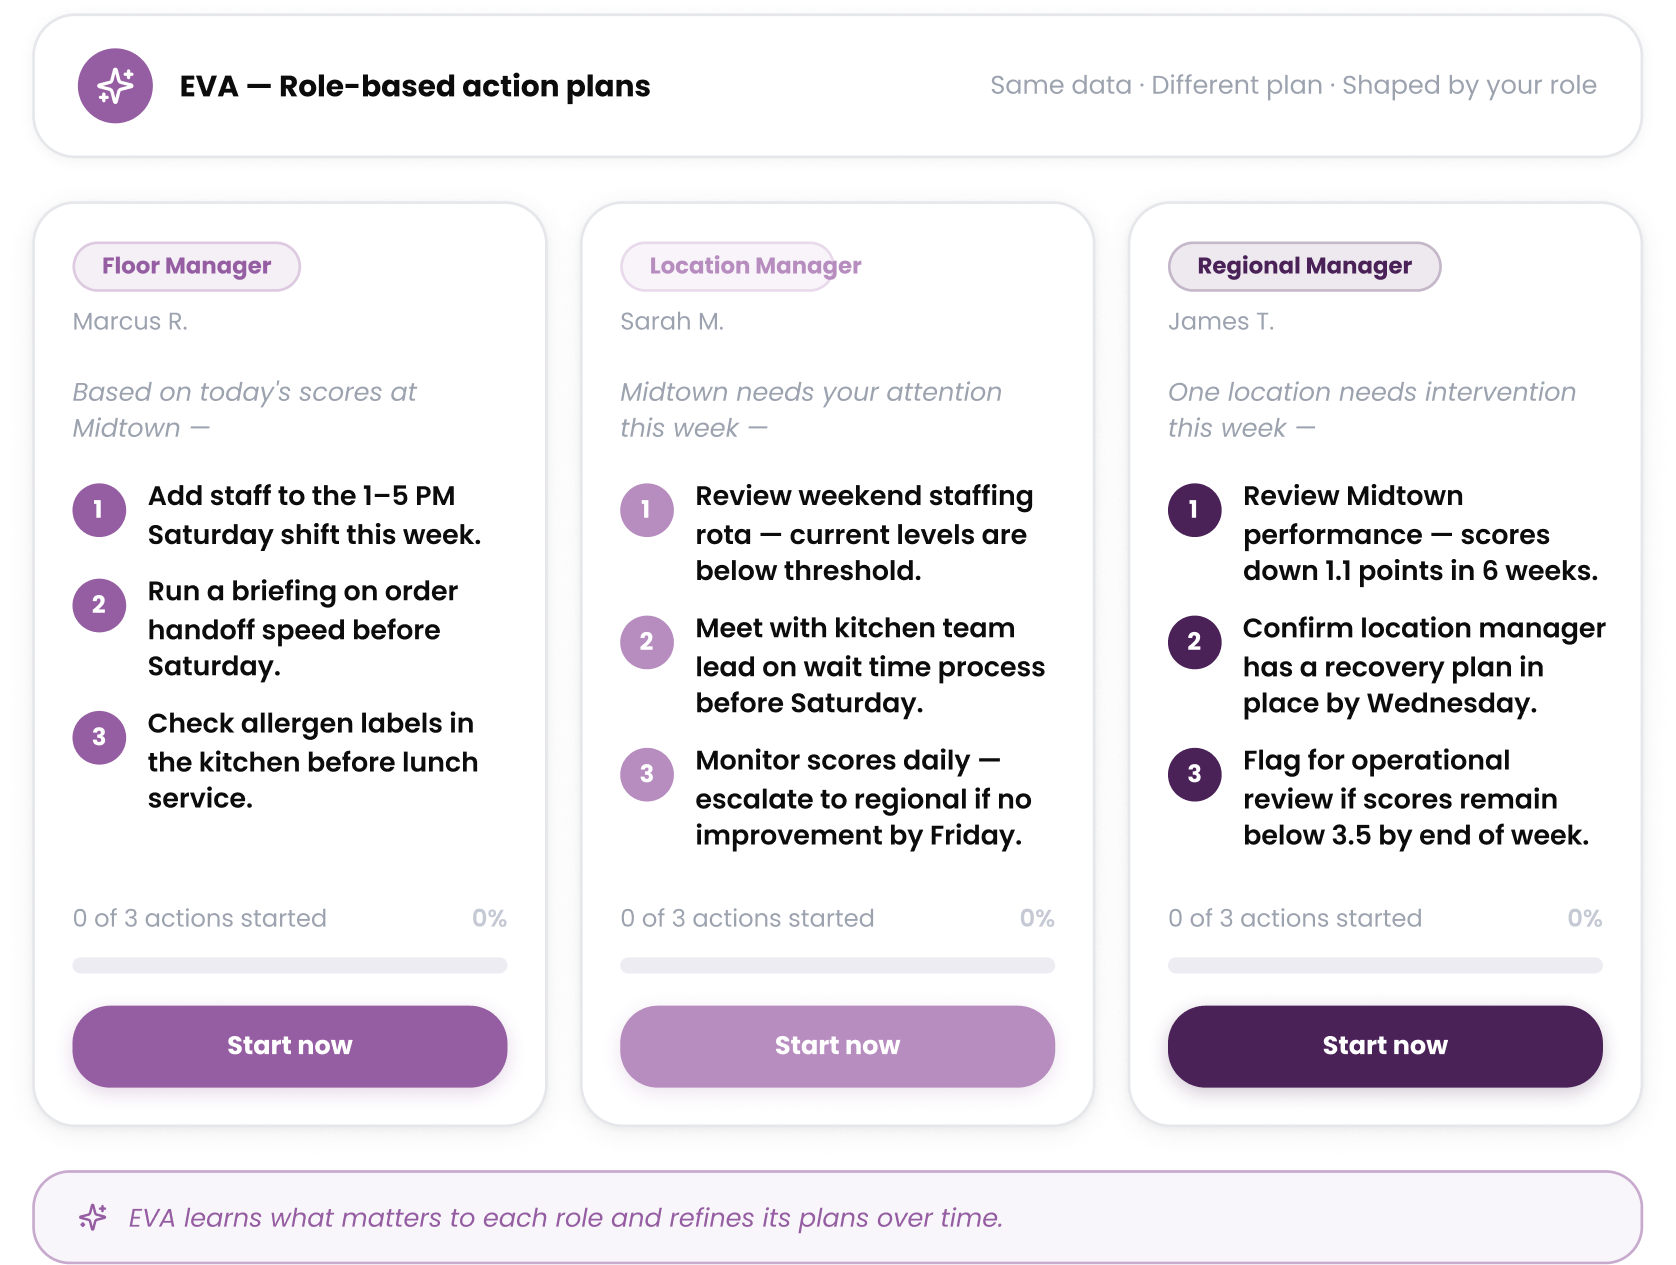 EVA — Role-based action plans
Same data · Different plan · Shaped by your role
Floor Manager
Marcus R.
Based on today's scores at
Midtown —
1
Add staff to the 1–5 PM
Saturday shift this week.
2
Run a briefing on order
handoff speed before
Saturday.
3
Check allergen labels in
the kitchen before lunch
service.
0 of 3 actions started
0%
Start now
Location Manager
Sarah M.
Midtown needs your attention
this week —
1
Review weekend staffing
rota — current levels are
below threshold.
2
Meet with kitchen team
lead on wait time process
before Saturday.
3
Monitor scores daily —
escalate to regional if no
improvement by Friday.
0 of 3 actions started
0%
Start now
Regional Manager
James T.
One location needs intervention
this week —
1
Review Midtown
performance — scores
down 1.1 points in 6 weeks.
2
Confirm location manager
has a recovery plan in
place by Wednesday.
3
Flag for operational
review if scores remain
below 3.5 by end of week.
0 of 3 actions started
0%
Start now
EVA learns what matters to each role and refines its plans over time.